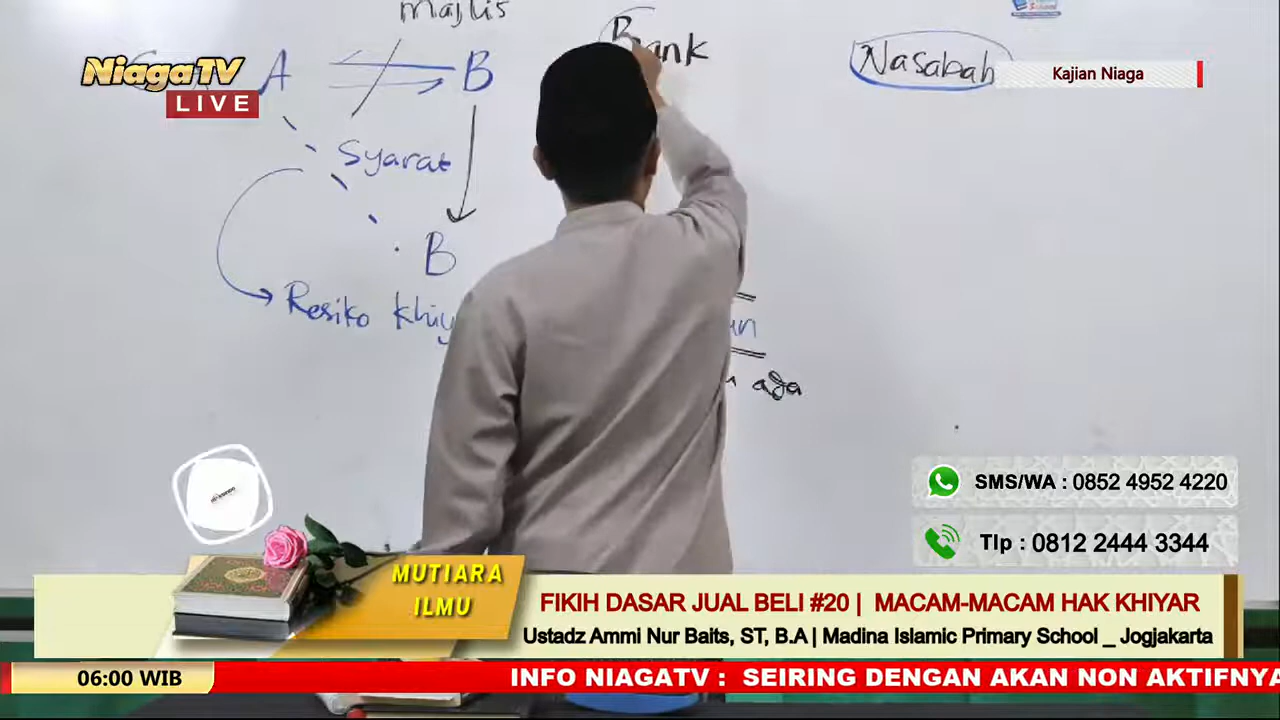 majlis
NiagaTV
LIVE
A
B
Bank
Nasabah
Kajian Niaga
Syarat
B
Resiko khiy
un
ada
SMS/WA : 0852 4952 4220
Tlp : 0812 2444 3344
MUTIARA
ILMU
FIKIH DASAR JUAL BELI #20 | MACAM-MACAM HAK KHIYAR
Ustadz Ammi Nur Baits, ST, B.A | Madina Islamic Primary School _ Jogjakarta
06:00 WIB
INFO NIAGATV : SEIRING DENGAN AKAN NON AKTIFNYA